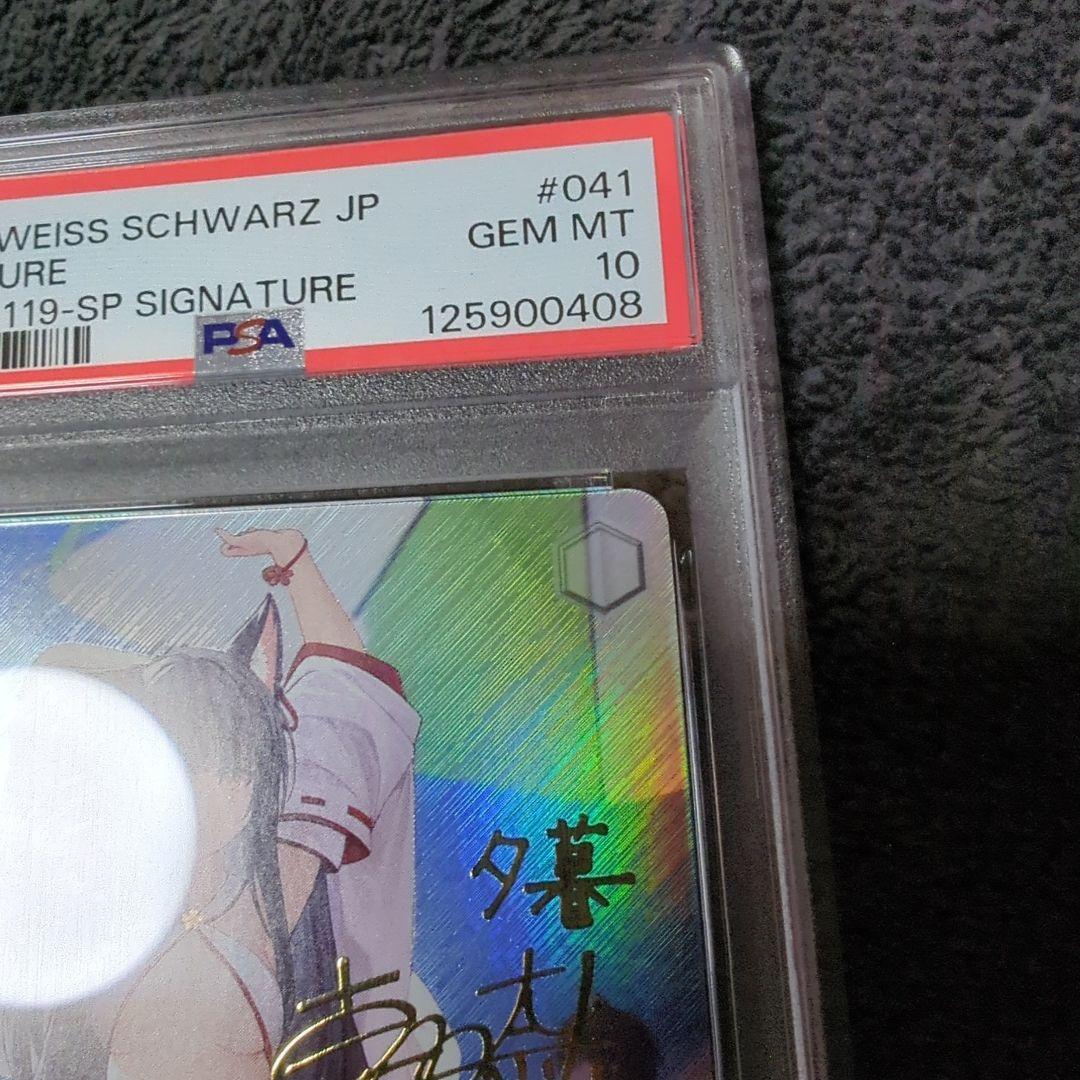 WEISS SCHWARZ JP #041
URE GEM MT
119-SP SIGNATURE 10
PSA 125900408
夕暮